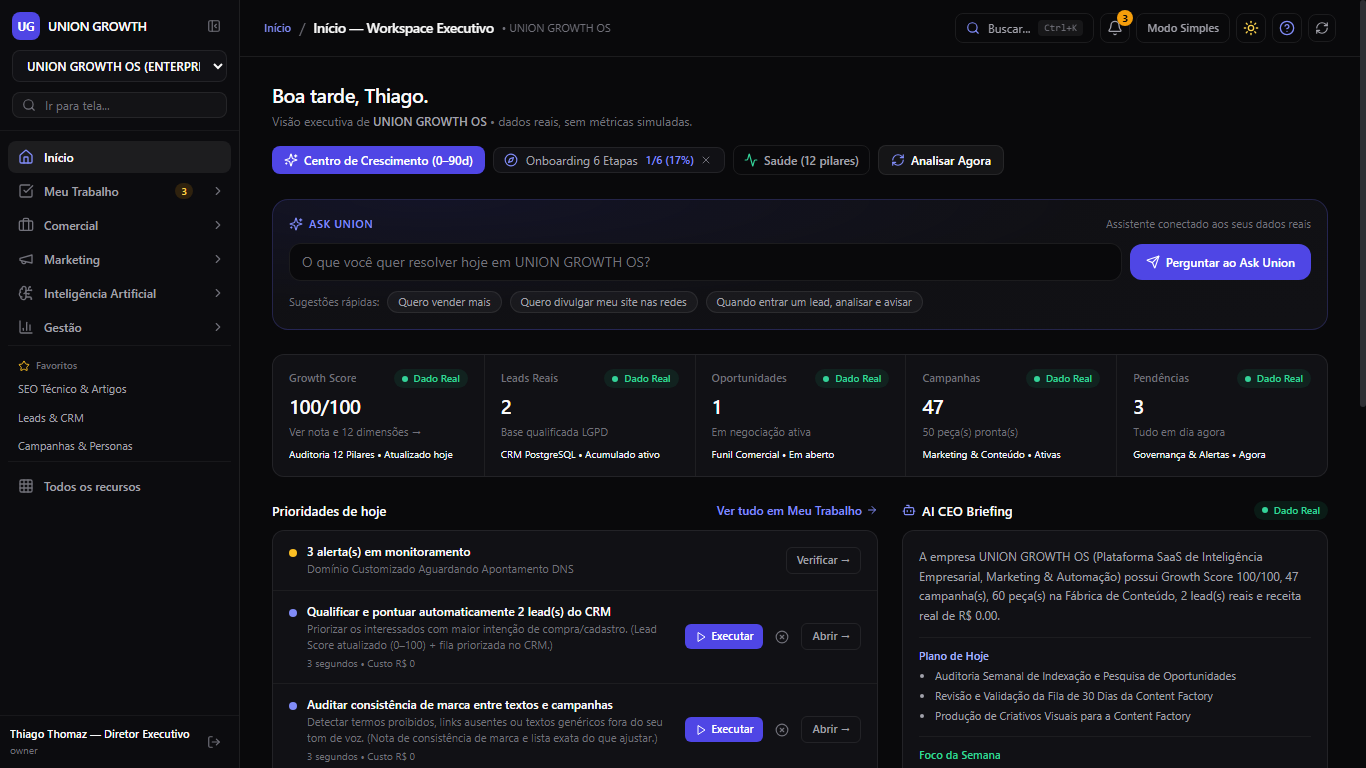 UG UNION GROWTH
UNION GROWTH OS (ENTERPRI
Ir para tela...
Início
Meu Trabalho 3
Comercial
Marketing
Inteligência Artificial
Gestão
Favoritos
SEO Técnico & Artigos
Leads & CRM
Campanhas & Personas
Todos os recursos
Thiago Thomaz — Diretor Executivo
owner
Início / Início — Workspace Executivo • UNION GROWTH OS
Buscar... Ctrl+K 3 Modo Simples
Boa tarde, Thiago.
Visão executiva de UNION GROWTH OS • dados reais, sem métricas simuladas.
Centro de Crescimento (0–90d) Onboarding 6 Etapas 1/6 (17%) Saúde (12 pilares) Analisar Agora
ASK UNION Assistente conectado aos seus dados reais
O que você quer resolver hoje em UNION GROWTH OS? Perguntar ao Ask Union
Sugestões rápidas: Quero vender mais Quero divulgar meu site nas redes Quando entrar um lead, analisar e avisar
Growth Score Dado Real
100/100
Ver nota e 12 dimensões →
Auditoria 12 Pilares • Atualizado hoje
Leads Reais Dado Real
2
Base qualificada LGPD
CRM PostgreSQL • Acumulado ativo
Oportunidades Dado Real
1
Em negociação ativa
Funil Comercial • Em aberto
Campanhas Dado Real
47
50 peça(s) pronta(s)
Marketing & Conteúdo • Ativas
Pendências Dado Real
3
Tudo em dia agora
Governança & Alertas • Agora
Prioridades de hoje Ver tudo em Meu Trabalho →
3 alerta(s) em monitoramento
Domínio Customizado Aguardando Apontamento DNS
Verificar →
Qualificar e pontuar automaticamente 2 lead(s) do CRM
Priorizar os interessados com maior intenção de compra/cadastro. (Lead
Score atualizado (0–100) + fila priorizada no CRM.)
3 segundos • Custo R$ 0
Executar Abrir →
Auditar consistência de marca entre textos e campanhas
Detectar termos proibidos, links ausentes ou textos genéricos fora do seu
tom de voz. (Nota de consistência de marca e lista exata do que ajustar.)
3 segundos • Custo R$ 0
Executar Abrir →
AI CEO Briefing Dado Real
A empresa UNION GROWTH OS (Plataforma SaaS de Inteligência
Empresarial, Marketing & Automação) possui Growth Score 100/100, 47
campanha(s), 60 peça(s) na Fábrica de Conteúdo, 2 lead(s) reais e receita
real de R$ 0.00.
Plano de Hoje
• Auditoria Semanal de Indexação e Pesquisa de Oportunidades
• Revisão e Validação da Fila de 30 Dias da Content Factory
• Produção de Criativos Visuais para a Content Factory
Foco da Semana